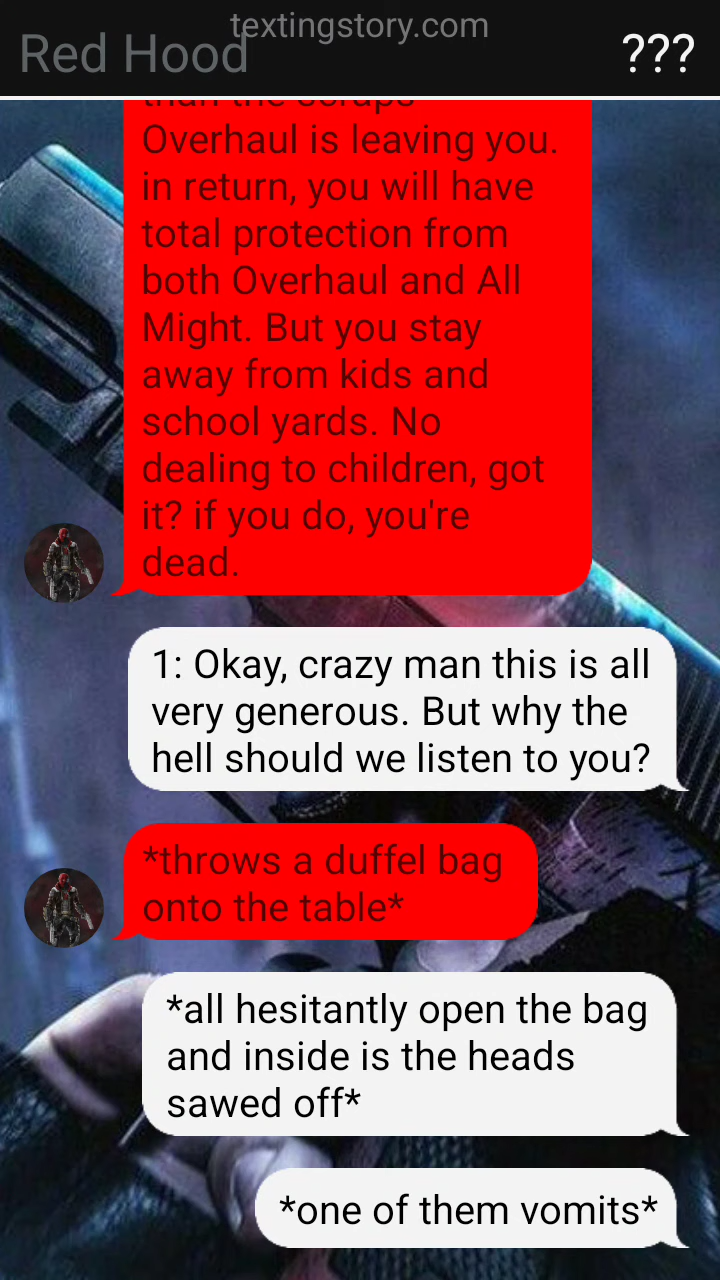 textingstory.com
Red Hood
???
than the scraps
Overhaul is leaving you.
in return, you will have
total protection from
both Overhaul and All
Might. But you stay
away from kids and
school yards. No
dealing to children, got
it? if you do, you're
dead.
1: Okay, crazy man this is all
very generous. But why the
hell should we listen to you?
*throws a duffel bag
onto the table*
*all hesitantly open the bag
and inside is the heads
sawed off*
*one of them vomits*